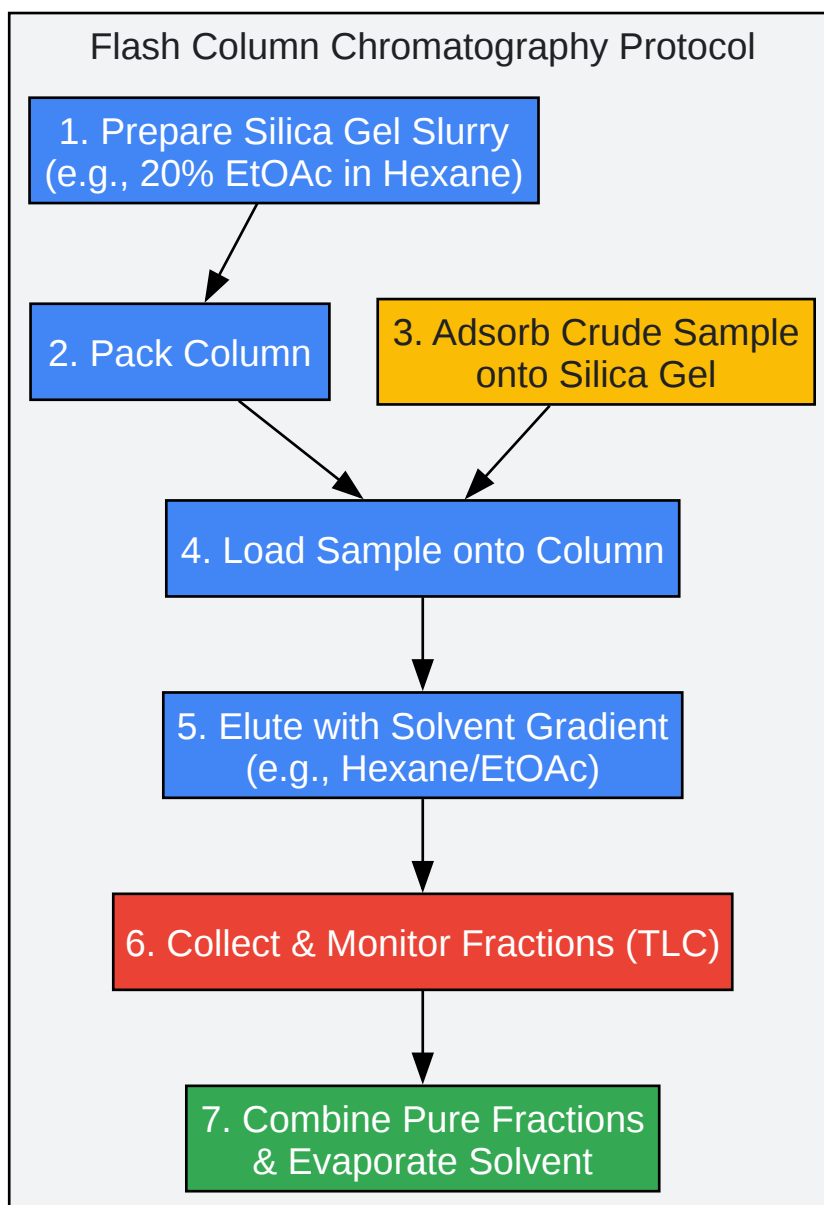 Flash Column Chromatography Protocol
1. Prepare Silica Gel Slurry
(e.g., 20% EtOAc in Hexane)
2. Pack Column
3. Adsorb Crude Sample
onto Silica Gel
4. Load Sample onto Column
5. Elute with Solvent Gradient
(e.g., Hexane/EtOAc)
6. Collect & Monitor Fractions (TLC)
7. Combine Pure Fractions
& Evaporate Solvent